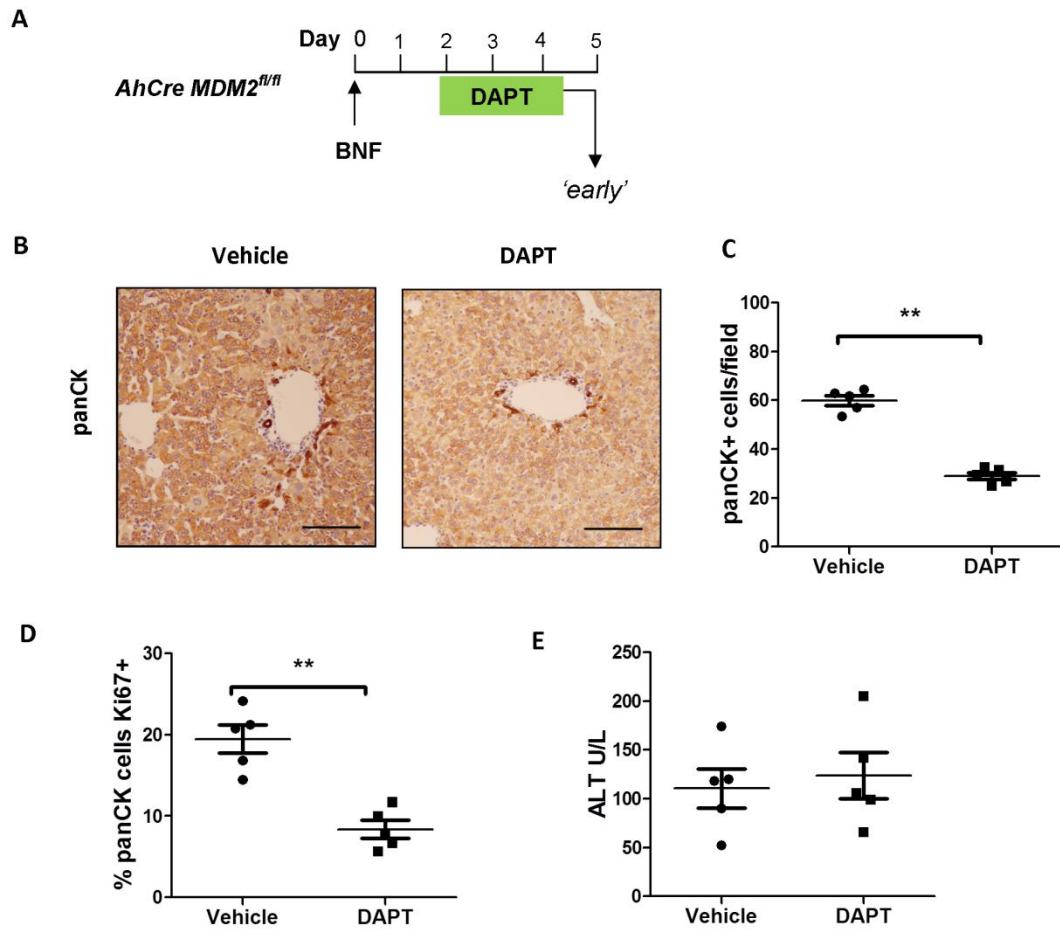 A
Day 0 1 2 3 4 5
AhCre MDM2fl/fl
DAPT
BNF
'early'
B
Vehicle DAPT
panCK
C
panCK+ cells/field
100
80
60
40
20
0
**
Vehicle DAPT
D
% panCK cells Ki67+
30
20
10
0
**
Vehicle DAPT
E
ALT U/L
250
200
150
100
50
0
Vehicle DAPT